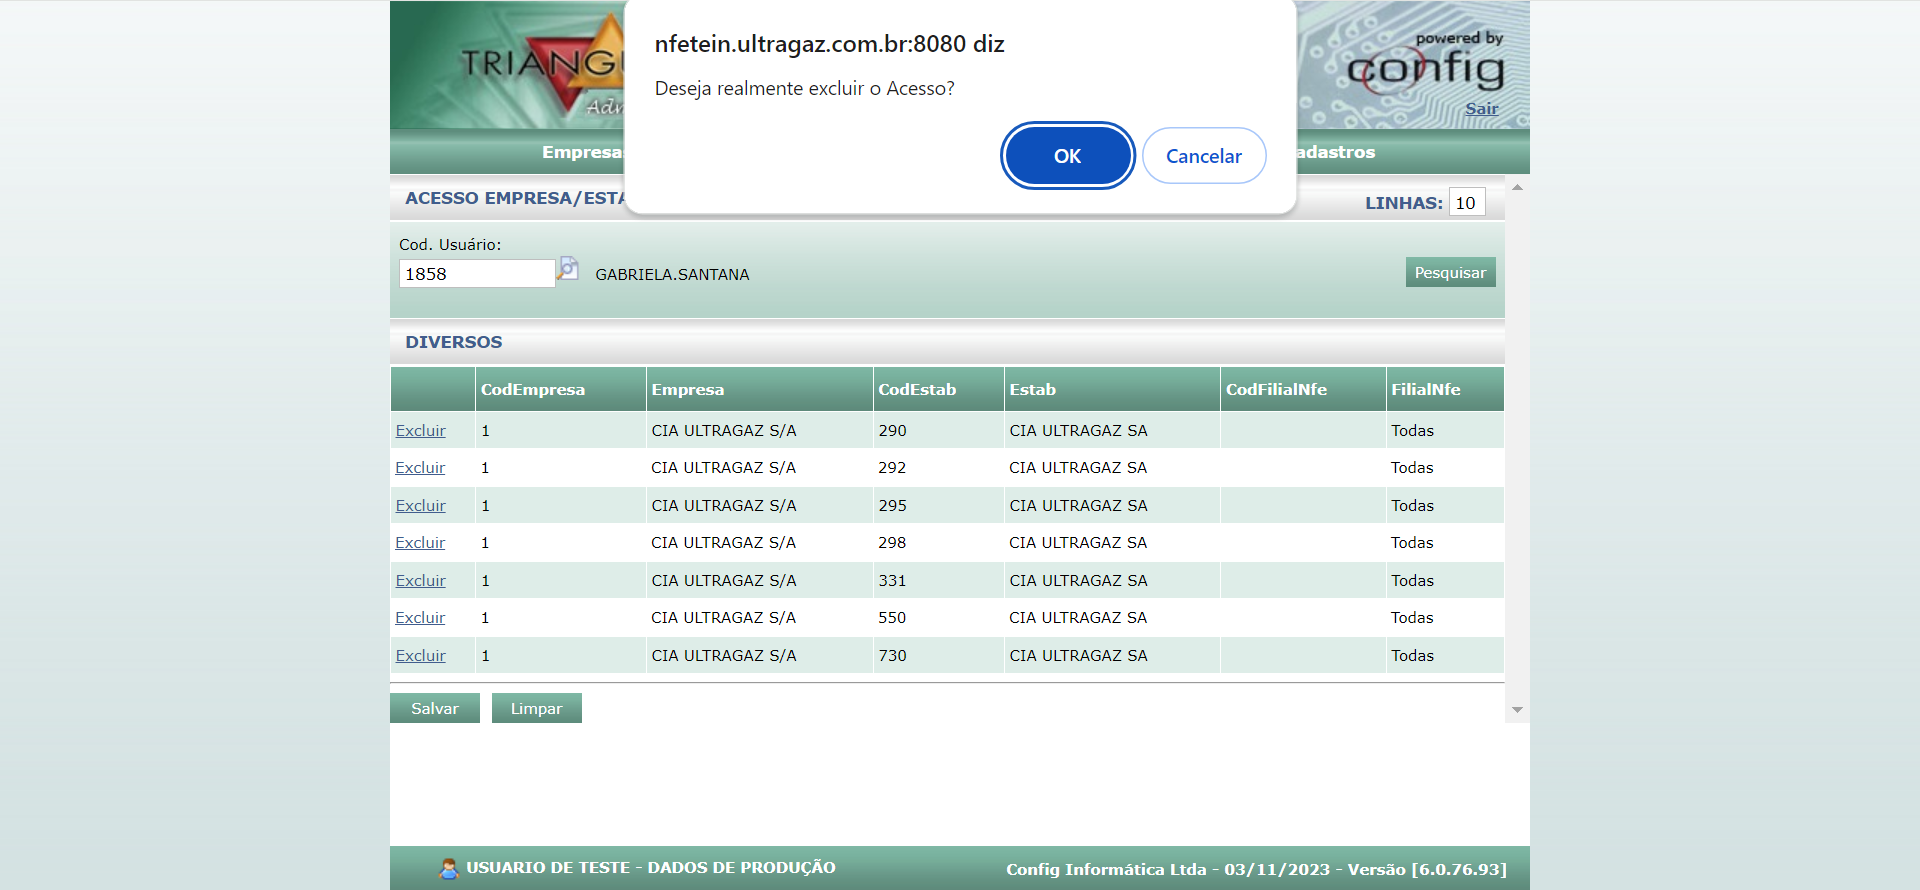 nfetein.ultragaz.com.br:8080 diz
Deseja realmente excluir o Acesso?
OK
Cancelar
TRIANGU
Adm
powered by
config
Sair
Empresa
adastros
ACESSO EMPRESA/ESTA
LINHAS: 10
Cod. Usuário:
1858
GABRIELA.SANTANA
Pesquisar
DIVERSOS
CodEmpresa Empresa CodEstab Estab CodFilialNfe FilialNfe
Excluir 1 CIA ULTRAGAZ S/A 290 CIA ULTRAGAZ SA Todas
Excluir 1 CIA ULTRAGAZ S/A 292 CIA ULTRAGAZ SA Todas
Excluir 1 CIA ULTRAGAZ S/A 295 CIA ULTRAGAZ SA Todas
Excluir 1 CIA ULTRAGAZ S/A 298 CIA ULTRAGAZ SA Todas
Excluir 1 CIA ULTRAGAZ S/A 331 CIA ULTRAGAZ SA Todas
Excluir 1 CIA ULTRAGAZ S/A 550 CIA ULTRAGAZ SA Todas
Excluir 1 CIA ULTRAGAZ S/A 730 CIA ULTRAGAZ SA Todas
Salvar Limpar
USUARIO DE TESTE - DADOS DE PRODUÇÃO
Config Informática Ltda - 03/11/2023 - Versão [6.0.76.93]